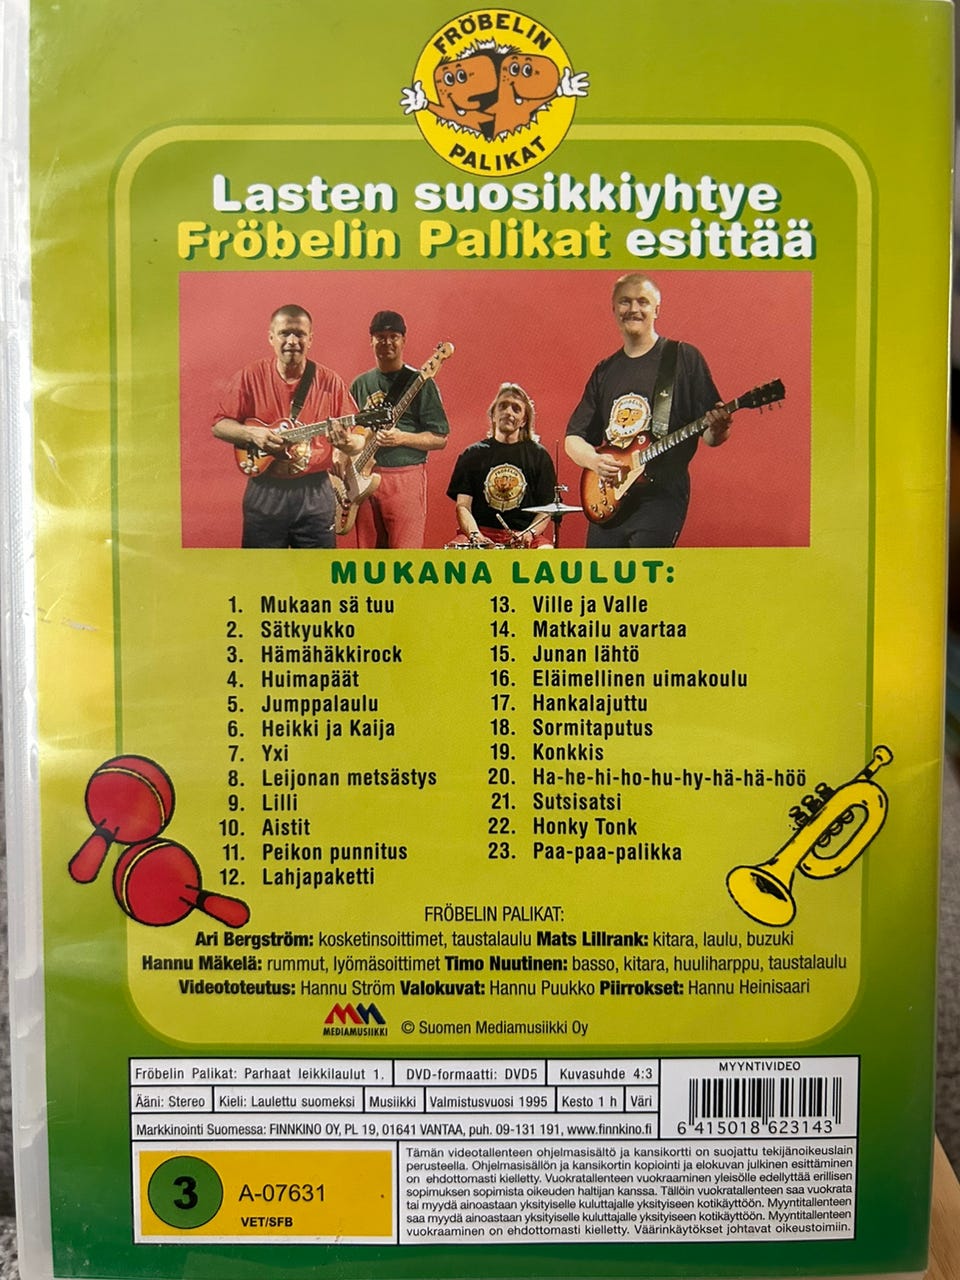 FRÖBELIN
PALIKAT
Lasten suosikkiyhtye
Fröbelin Palikat esittää
FRÖBELIN
PALIKAT
FRÖBELIN
PALIKAT
MUKANA LAULUT:
1. Mukaan sä tuu
2. Sätkyukko
3. Hämähäkkirock
4. Huimapäät
5. Jumppalaulu
6. Heikki ja Kaija
7. Yxi
8. Leijonan metsästys
9. Lilli
10. Aistit
11. Peikon punnitus
12. Lahjapaketti
13. Ville ja Valle
14. Matkailu avartaa
15. Junan lähtö
16. Eläimellinen uimakoulu
17. Hankalajuttu
18. Sormitaputus
19. Konkkis
20. Ha-he-hi-ho-hu-hy-hä-hä-höö
21. Sutsisatsi
22. Honky Tonk
23. Paa-paa-palikka
FRÖBELIN PALIKAT:
Ari Bergström: kosketinsoittimet, taustalaulu Mats Lillrank: kitara, laulu, buzuki
Hannu Mäkelä: rummut, lyömäsoittimet Timo Nuutinen: basso, kitara, huuliharppu, taustalaulu
Videototeutus: Hannu Ström Valokuvat: Hannu Puukko Piirrokset: Hannu Heinisaari
MEDIAMUSIIKKI © Suomen Mediamusiikki Oy
Fröbelin Palikat: Parhaat leikkilaulut 1. DVD-formaatti: DVD5 Kuvasuhde 4:3
Ääni: Stereo Kieli: Laulettu suomeksi Musiikki Valmistusvuosi 1995 Kesto 1 h Väri
Markkinointi Suomessa: FINNKINO OY, PL 19, 01641 VANTAA, puh. 09-131 191, www.finnkino.fi
MYYNTIVIDEO
6 415018 623143
3 A-07631
VET/SFB
Tämän videotallenteen ohjelmasisältö ja kansikortti on suojattu tekijänoikeuslain
perusteella. Ohjelmasisällön ja kansikortin kopiointi ja elokuvan julkinen esittäminen
on ehdottomasti kielletty. Vuokratallenteen vuokraaminen yleisölle edellyttää erillisen
sopimuksen sopimista oikeuden haltijan kanssa. Tällöin vuokratallenteen saa vuokrata
tai myydä ainoastaan yksityiselle kuluttajalle yksityiseen kotikäyttöön. Myyntitallenteen
saa myydä ainoastaan yksityiselle kuluttajalle yksityiseen kotikäyttöön. Myyntitallenteen
vuokraaminen on ehdottomasti kielletty. Väärinkäytökset johtavat oikeustoimiin.